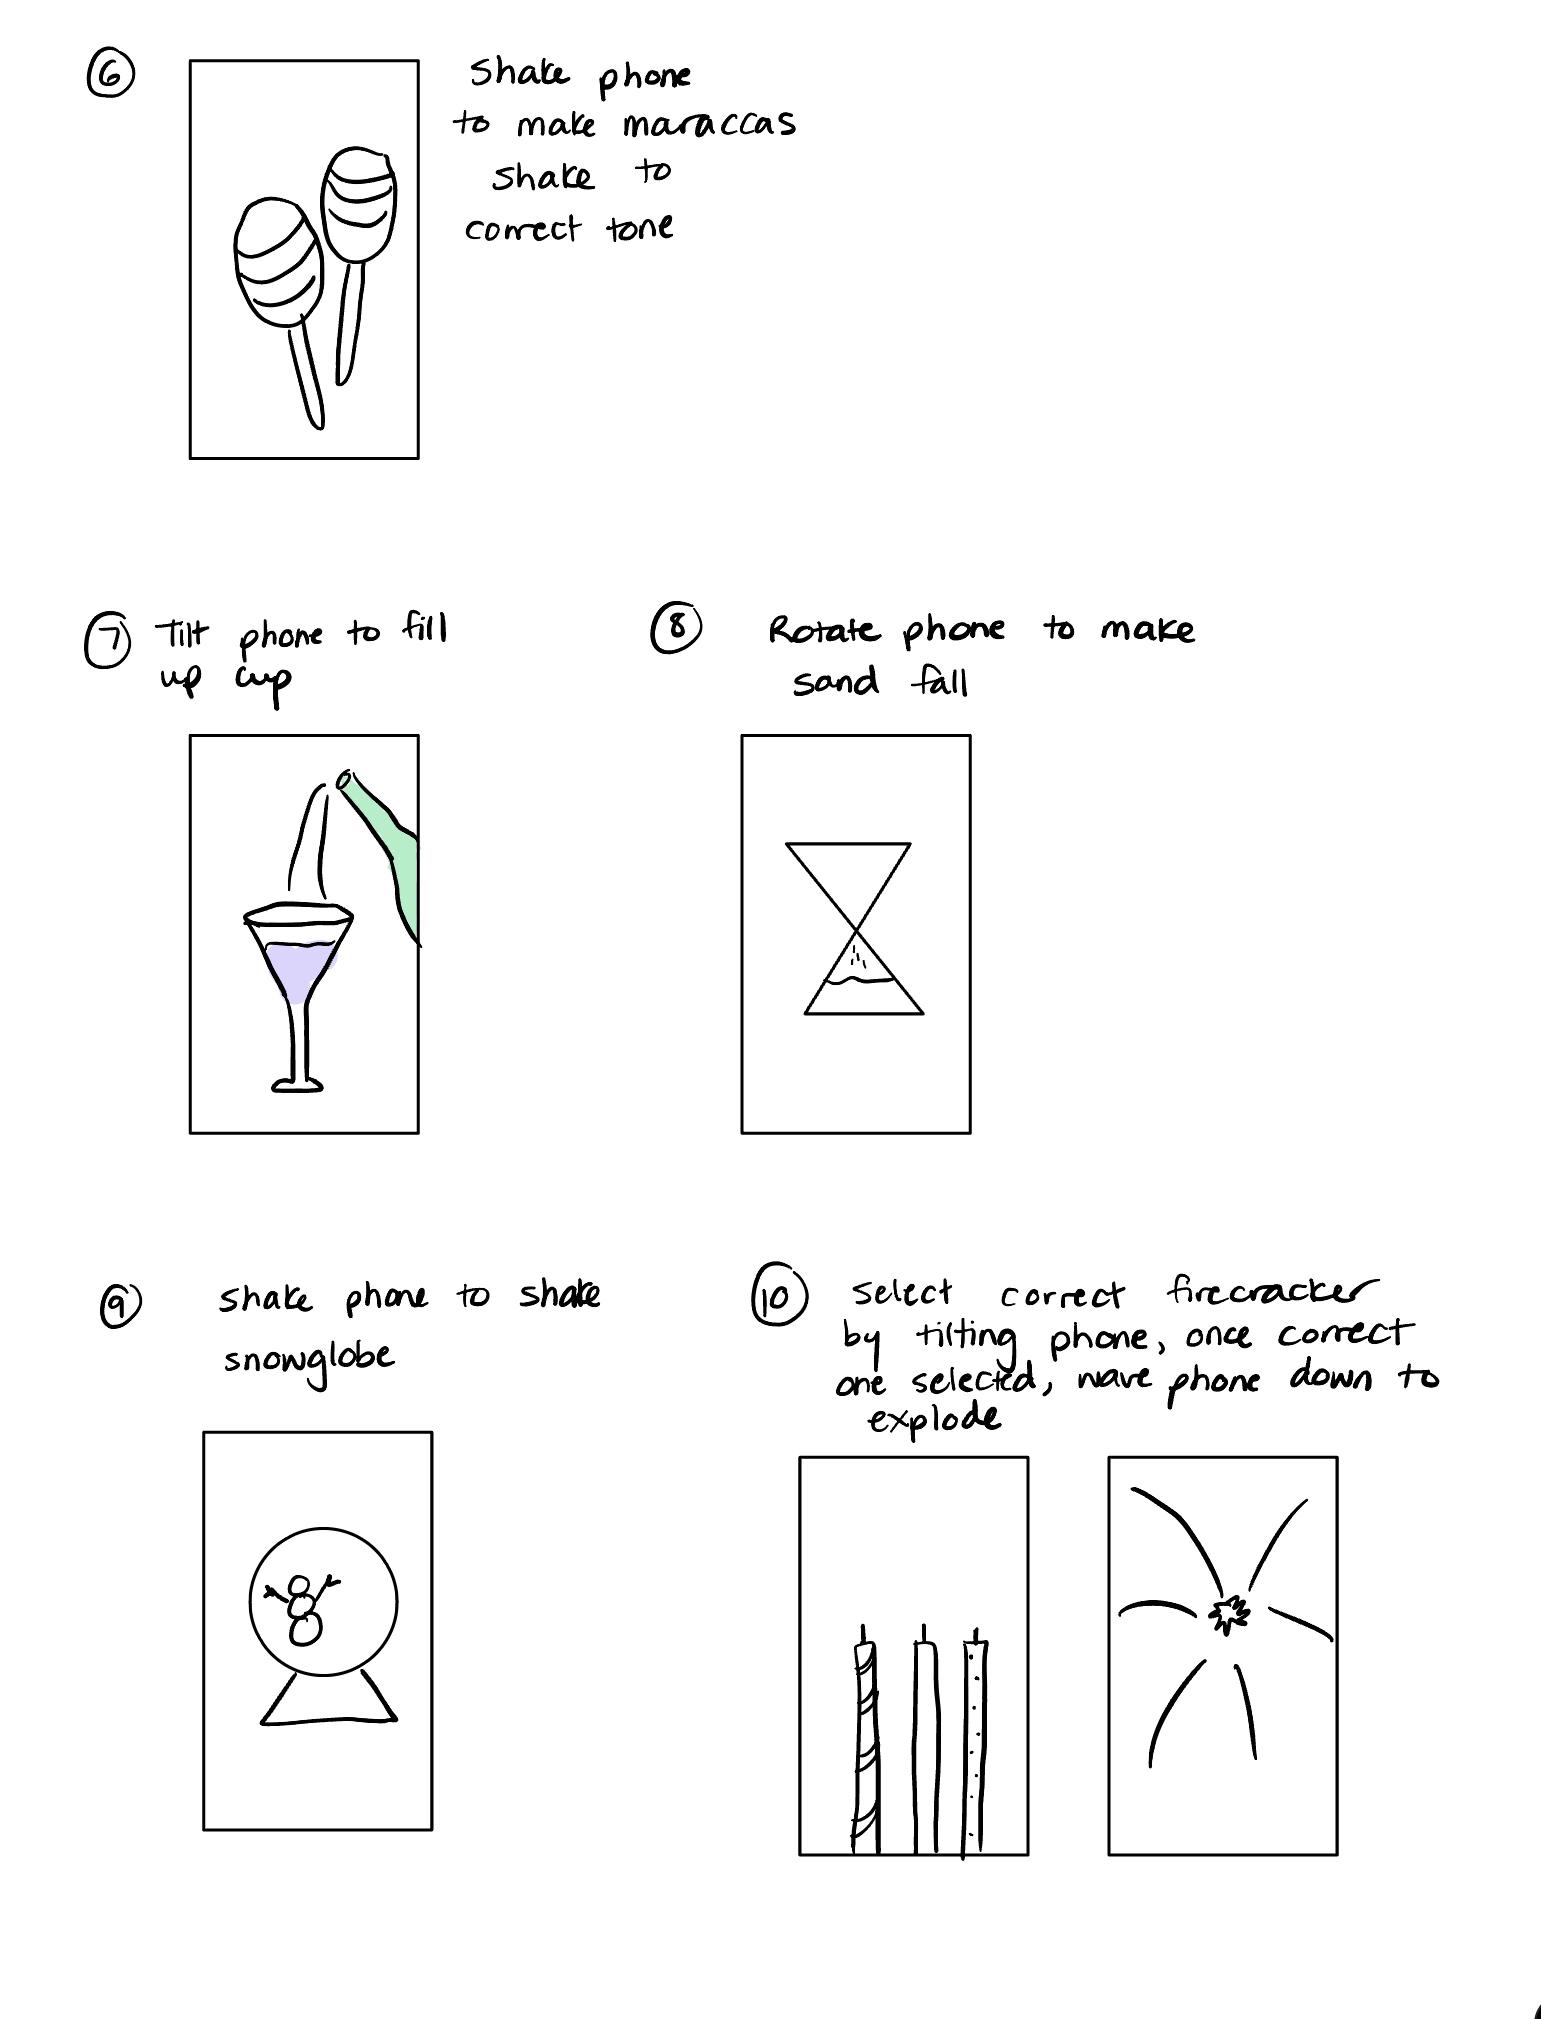 6
Shake phone
to make maraccas
shake to
correct tone
7 Tilt phone to fill
up cup
8 Rotate phone to make
sand fall
9 shake phone to shake
snowglobe
10 select correct firecracker
by tilting phone, once correct
one selected, wave phone down to
explode